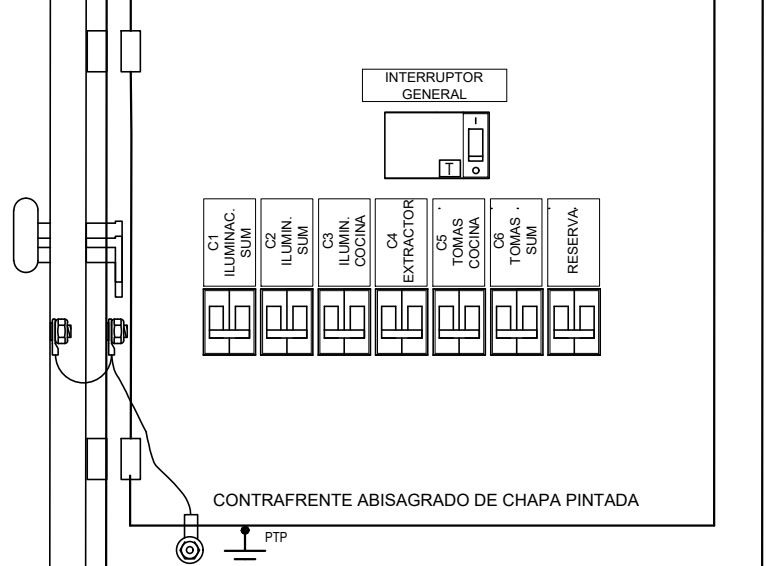 INTERRUPTOR
GENERAL
I
T
O
C1
ILUMINAC.
SUM
C2
ILUMIN.
SUM
C3
ILUMIN.
COCINA
C4
EXTRACTOR
C5
TOMAS
COCINA
C6
TOMAS
SUM
RESERVA
CONTRAFRENTE ABISAGRADO DE CHAPA PINTADA
PTP